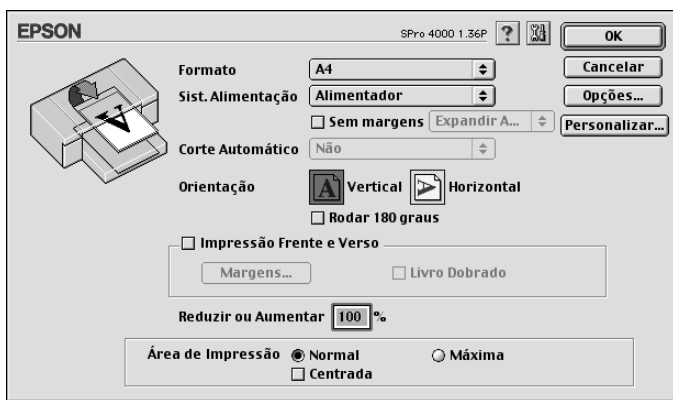 EPSON
SPro 4000 1.36P
?
OK
Formato
A4
Cancelar
Sist. Alimentação
Alimentador
Opções...
Sem margens
Expandir A...
Personalizar...
Corte Automático
Não
Orientação
A
Vertical
A
Horizontal
Rodar 180 graus
Impressão Frente e Verso
Margens...
Livro Dobrado
Reduzir ou Aumentar
100
%
Área de Impressão
Normal
Máxima
Centrada